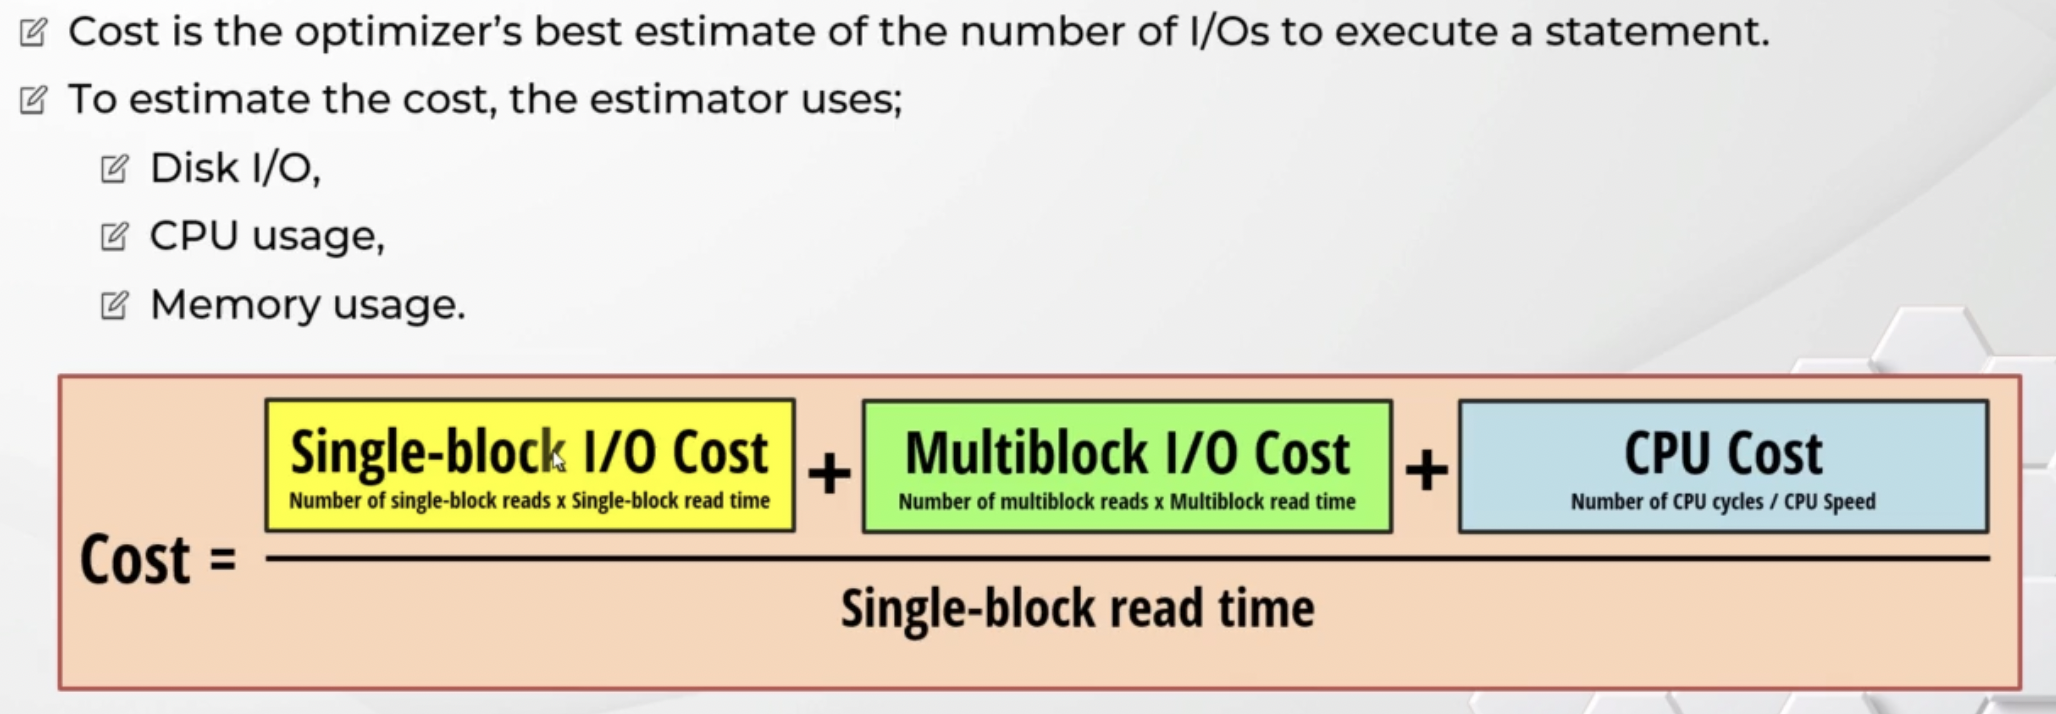 Cost is the optimizer’s best estimate of the number of I/Os to execute a statement.
To estimate the cost, the estimator uses;
Disk I/O,
CPU usage,
Memory usage.
Cost =
Single-block I/O Cost
Number of single-block reads x Single-block read time
+
Multiblock I/O Cost
Number of multiblock reads x Multiblock read time
+
CPU Cost
Number of CPU cycles / CPU Speed
Single-block read time